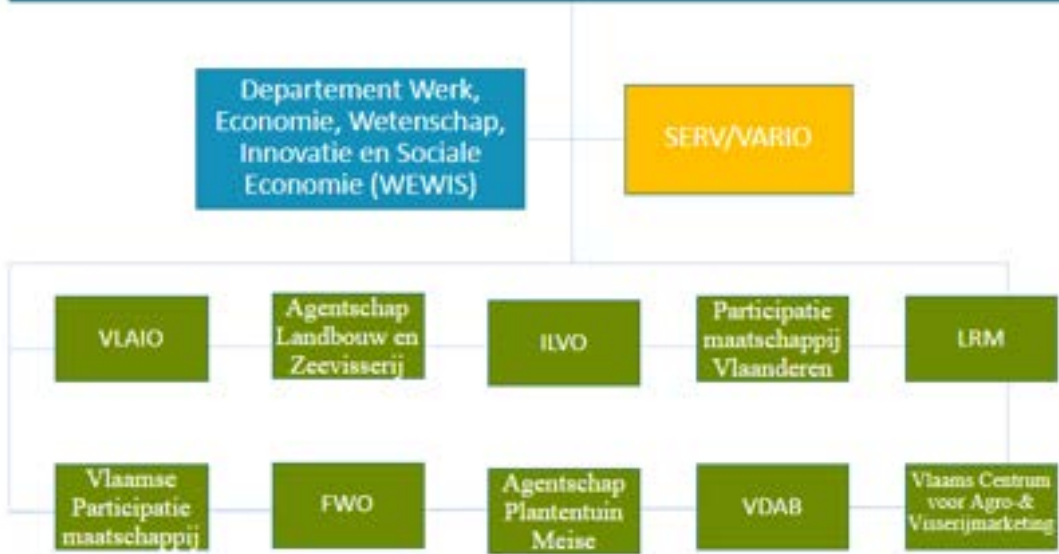 Departement Werk,
Economie, Wetenschap,
Innovatie en Sociale
Economie (WEWIS)
SERV/VARIO
VLAIO
Agentschap
Landbouw en
Zeevisserij
ILVO
Participatie
maatschappij
Vlaanderen
LRM
Vlaamse
Participatie
maatschappij
FWO
Agentschap
Plantentuin
Meise
VDAB
Vlaams Centrum
voor Agro-&
Visserijmarketing